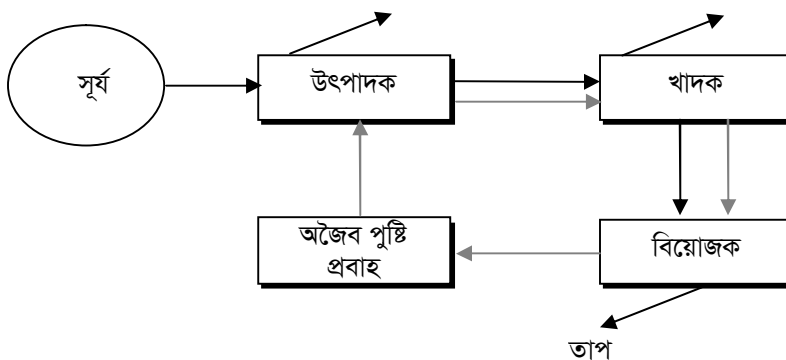 সূর্য
উৎপাদক
খাদক
অজৈব পুষ্টি
প্রবাহ
বিয়োজক
তাপ